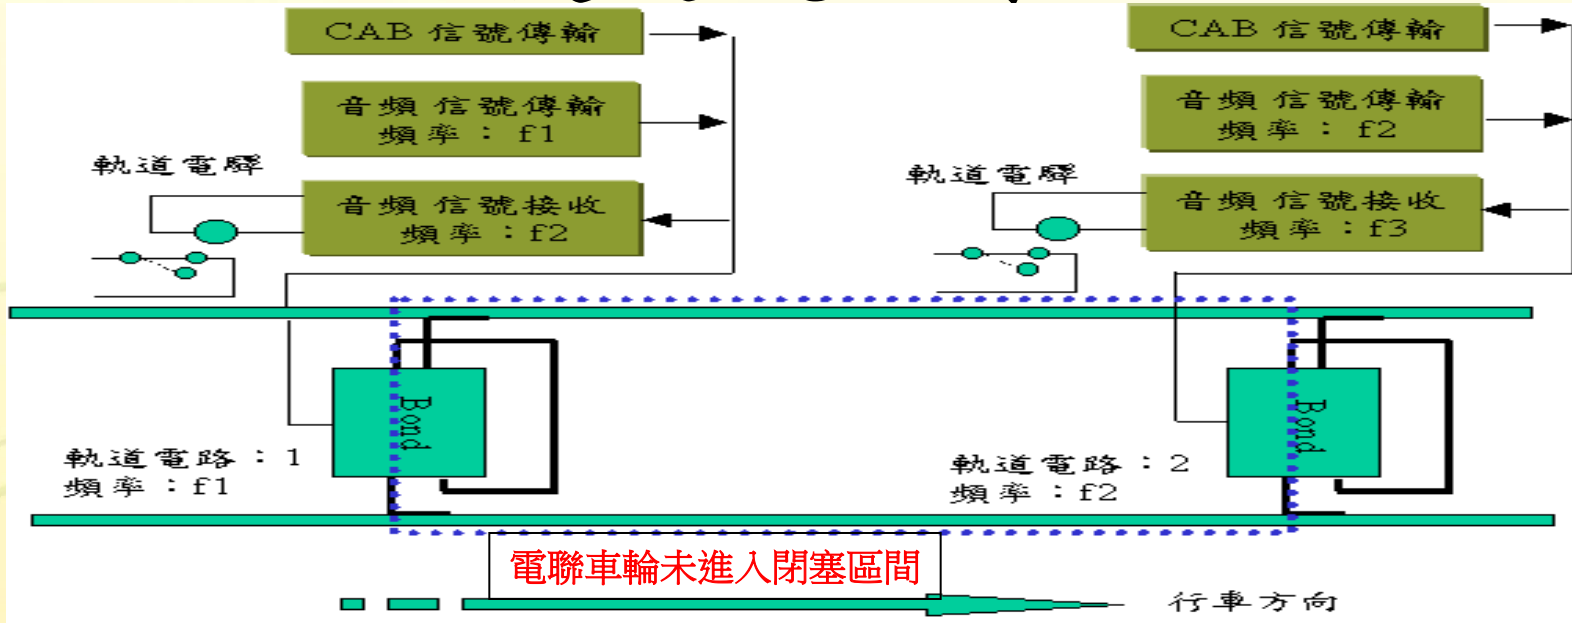 CAB 信號傳輸
音頻 信號傳輸
頻率：f1
軌道電驛
音頻 信號接收
頻率：f2
CAB 信號傳輸
音頻 信號傳輸
頻率： f2
軌道電驛
音頻 信號接收
頻率：f3
Bond
軌道電路：1
頻率：f1
Bond
軌道電路：2
頻率：f2
電聯車輪未進入閉塞區間
行車方向